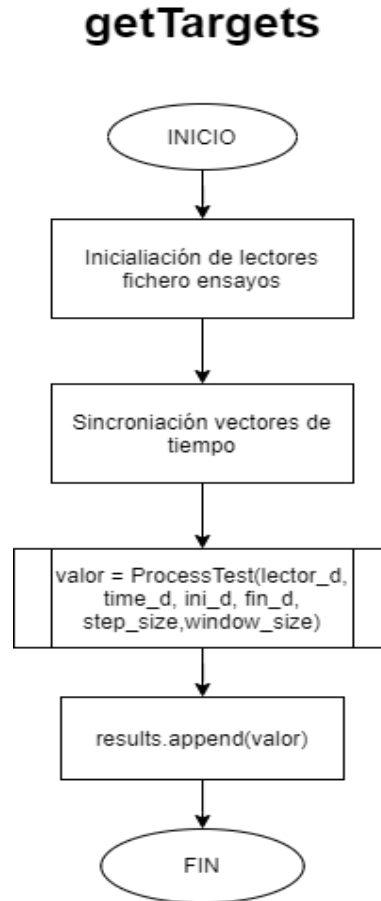 getTargets
INICIO
Inicialiación de lectores
fichero ensayos
Sincroniación vectores de
tiempo
valor = ProcessTest(lector_d,
time_d, ini_d, fin_d,
step_size,window_size)
results.append(valor)
FIN